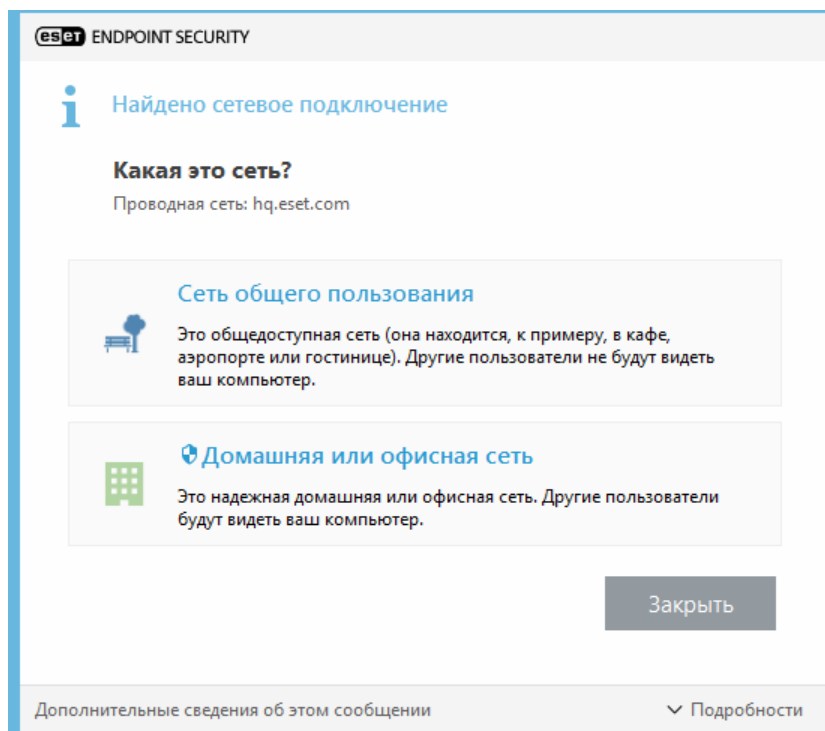 eset ENDPOINT SECURITY
Найдено сетевое подключение
Какая это сеть?
Проводная сеть: hq.eset.com
Сеть общего пользования
Это общедоступная сеть (она находится, к примеру, в кафе,
аэропорте или гостинице). Другие пользователи не будут видеть
ваш компьютер.
Домашняя или офисная сеть
Это надежная домашняя или офисная сеть. Другие пользователи
будут видеть ваш компьютер.
Закрыть
Дополнительные сведения об этом сообщении
Подробности